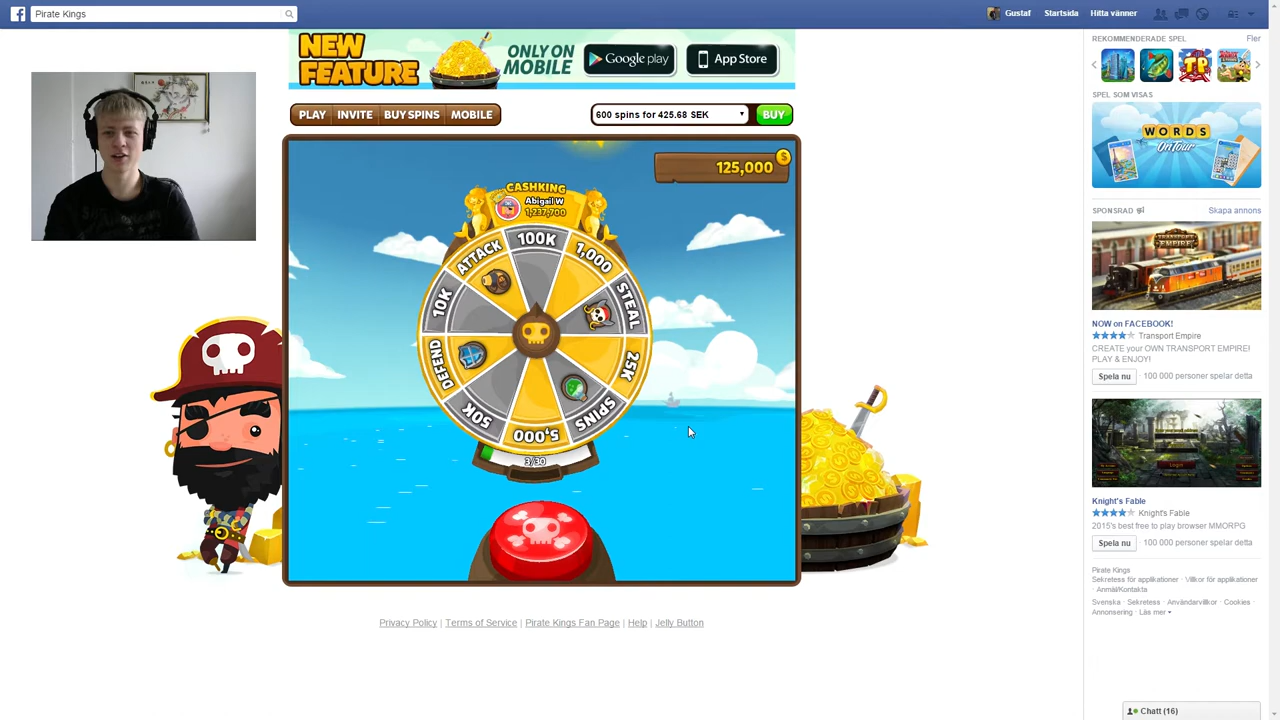 Pirate Kings
Gustaf
Startsida
Hitta vänner
NEW FEATURE
ONLY ON MOBILE
Google play
App Store
PLAY
INVITE
BUY SPINS
MOBILE
600 spins for 425.68 SEK
BUY
125,000
$
CASHKING
Abigail W
1,237,700
100K
1,000
STEAL
25K
SPINS
5,000
50K
DEFEND
10K
ATTACK
3/30
Privacy Policy | Terms of Service | Pirate Kings Fan Page | Help | Jelly Button
REKOMMENDERADE SPEL
Fler
SPEL SOM VISAS
WORDS
On Tour
SPONSRAD
Skapa annons
TRANSPORT
EMPIRE
NOW on FACEBOOK!
Transport Empire
CREATE your OWN TRANSPORT EMPIRE!
PLAY & ENJOY!
Spela nu · 100 000 personer spelar detta
Login
Knight's Fable
Knight's Fable
2015's best free to play browser MMORPG
Spela nu · 100 000 personer spelar detta
Pirate Kings
Sekretess för applikationer · Villkor för applikationer
· Anmäl/Kontakta
Svenska · Sekretess · Användarvillkor · Cookies ·
Annonsering · Läs mer
Chatt (16)